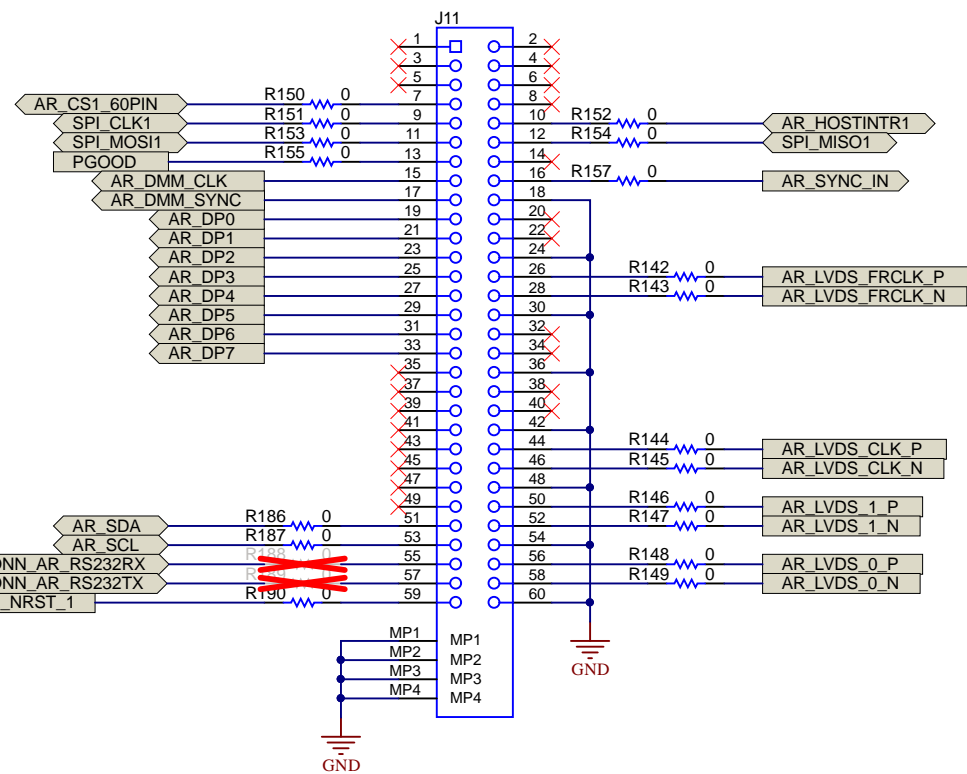 J11
1 2
3 4
5 6
AR_CS1_60PIN R150 0 7 8
SPI_CLK1 R151 0 9 10 R152 0 AR_HOSTINTR1
SPI_MOSI1 R153 0 11 12 R154 0 SPI_MISO1
PGOOD R155 0 13 14
AR_DMM_CLK 15 16 R157 0 AR_SYNC_IN
AR_DMM_SYNC 17 18
AR_DP0 19 20
AR_DP1 21 22
AR_DP2 23 24
AR_DP3 25 26 R142 0 AR_LVDS_FRCLK_P
AR_DP4 27 28 R143 0 AR_LVDS_FRCLK_N
AR_DP5 29 30
AR_DP6 31 32
AR_DP7 33 34
35 36
37 38
39 40
41 42
43 44 R144 0 AR_LVDS_CLK_P
45 46 R145 0 AR_LVDS_CLK_N
47 48
49 50 R146 0 AR_LVDS_1_P
AR_SDA R186 0 51 52 R147 0 AR_LVDS_1_N
AR_SCL R187 0 53 54
NN_AR_RS232RX R188 0 55 56 R148 0 AR_LVDS_0_P
NN_AR_RS232TX 57 58 R149 0 AR_LVDS_0_N
_NRST_1 R190 0 59 60
MP1 MP1
MP2 MP2
MP3 MP3
MP4 MP4
GND
GND